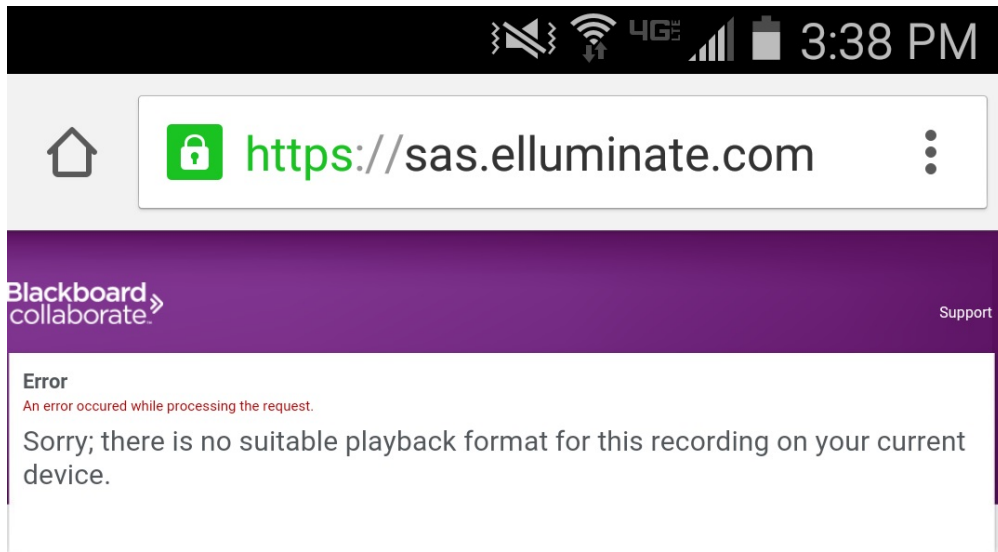 4G LTE 3:38 PM
https://sas.elluminate.com
Blackboard
collaborate™
Support
Error
An error occured while processing the request.
Sorry; there is no suitable playback format for this recording on your current
device.